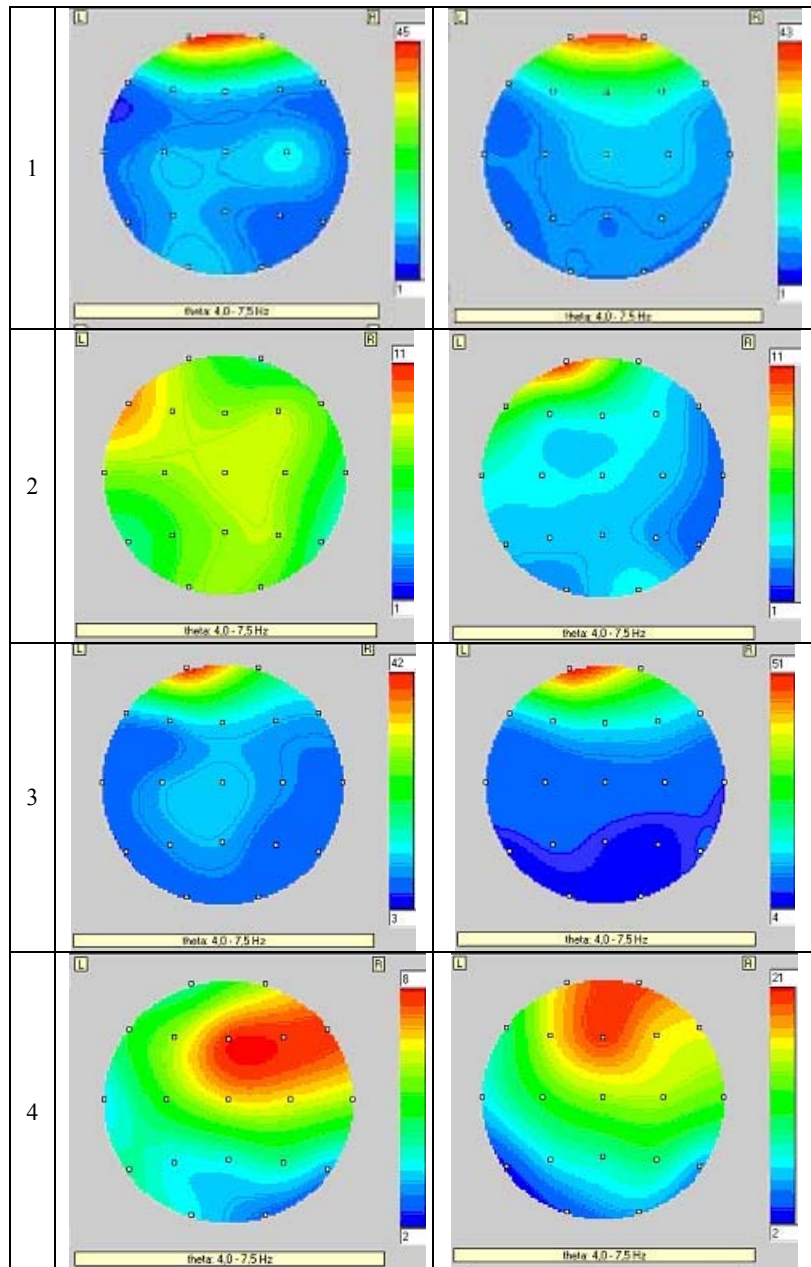 L R 45
1
theta: 4,0 - 7,5 Hz
1
L R 43
1
theta: 4,0 - 7,5 Hz
L R 11
2
1
theta: 4,0 - 7,5 Hz
L R 11
1
theta: 4,0 - 7,5 Hz
L R 42
3
3
theta: 4,0 - 7,5 Hz
L R 51
4
theta: 4,0 - 7,5 Hz
L R 8
4
2
theta: 4,0 - 7,5 Hz
L R 21
2
theta: 4,0 - 7,5 Hz